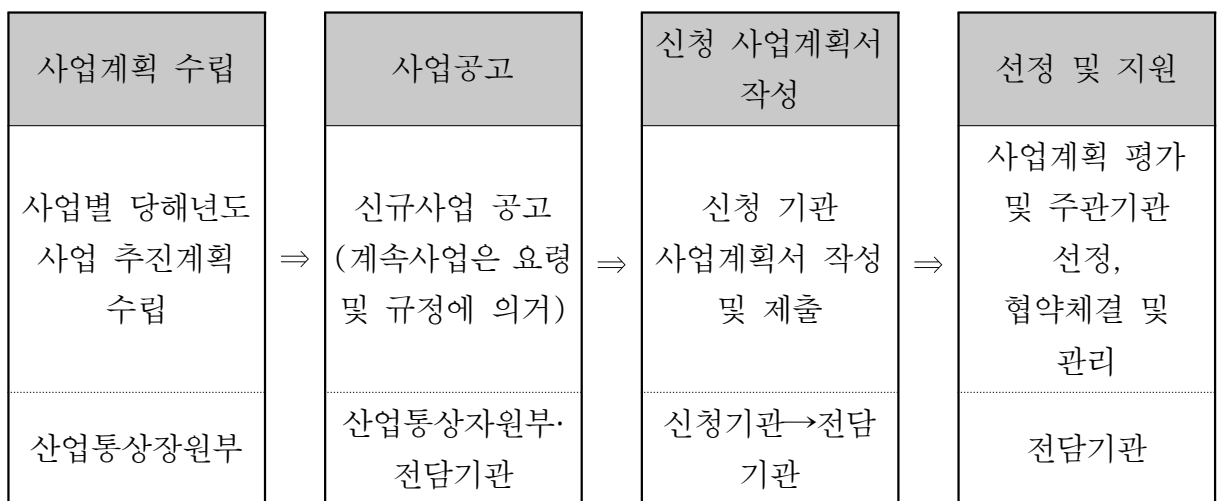 사업계획 수립
사업별 당해년도
사업 추진계획
수립
산업통상장원부
⇒
사업공고
신규사업 공고
(계속사업은 요령
및 규정에 의거)
산업통상자원부·
전담기관
⇒
신청 사업계획서
작성
신청 기관
사업계획서 작성
및 제출
신청기관→전담
기관
⇒
선정 및 지원
사업계획 평가
및 주관기관
선정,
협약체결 및
관리
전담기관